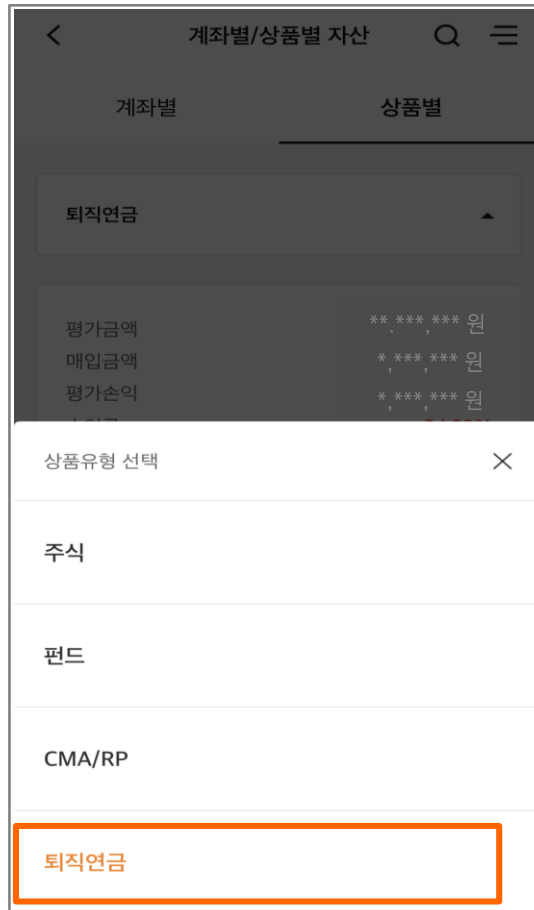 계좌별/상품별 자산
계좌별 상품별
퇴직연금
평가금액 **,***,*** 원
매입금액 *,***,*** 원
평가손익 *,***,*** 원
상품유형 선택
주식
펀드
CMA/RP
퇴직연금